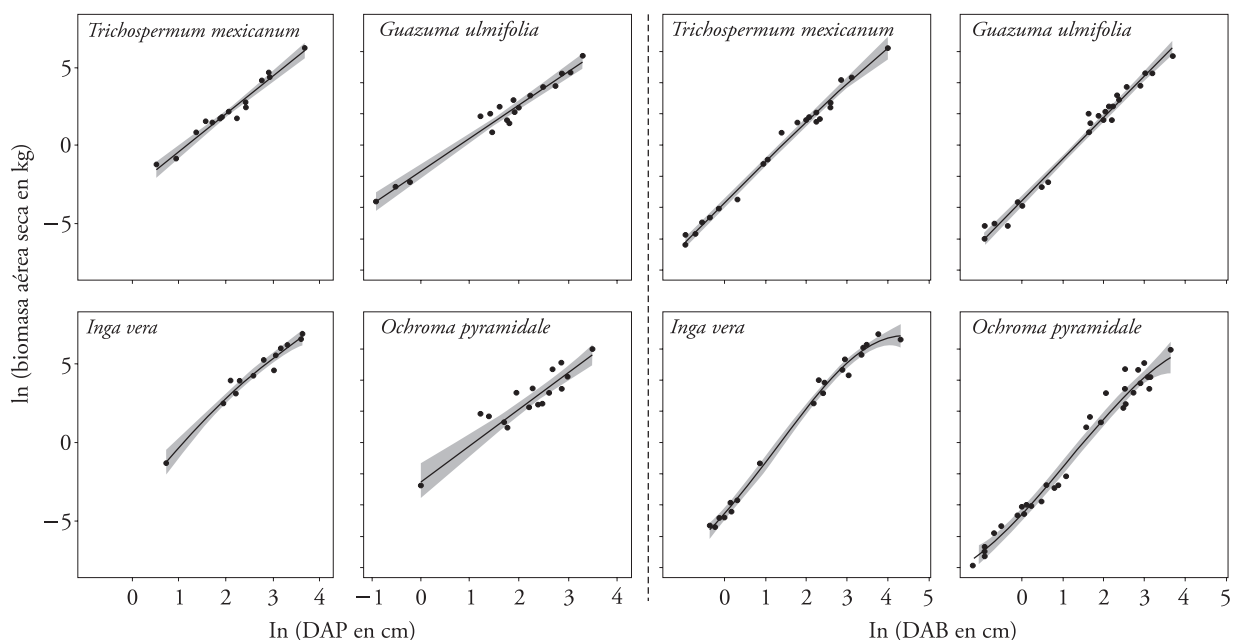 Trichospermum mexicanum
Guazuma ulmifolia
Trichospermum mexicanum
Guazuma ulmifolia
5
0
−5
ln (biomasa aérea seca en kg)
Inga vera
Ochroma pyramidale
Inga vera
Ochroma pyramidale
5
0
−5
0 1 2 3 4 −1 0 1 2 3 4 0 1 2 3 4 5 0 1 2 3 4 5
ln (DAP en cm) ln (DAB en cm)